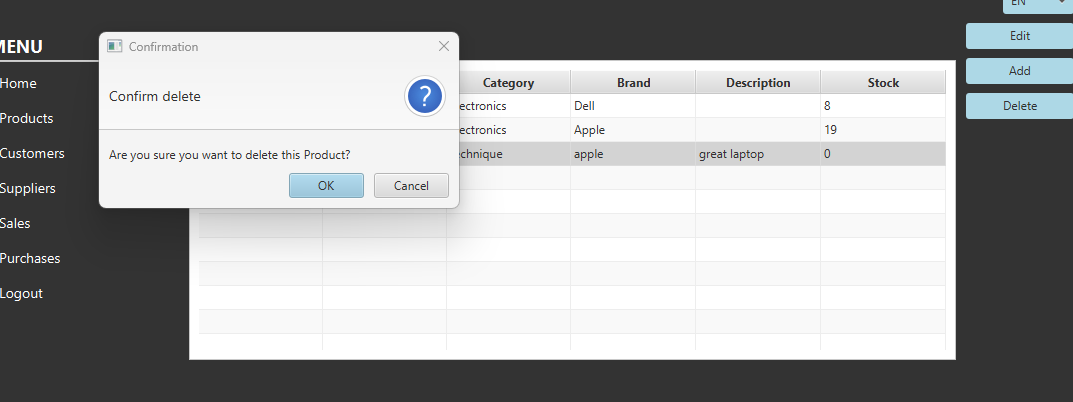 EN
Edit
Add
Delete
MENU
Home
Products
Customers
Suppliers
Sales
Purchases
Logout
Confirmation
Confirm delete
?
Are you sure you want to delete this Product?
OK Cancel
Category Brand Description Stock
ectronics Dell 8
ectronics Apple 19
echnique apple great laptop 0